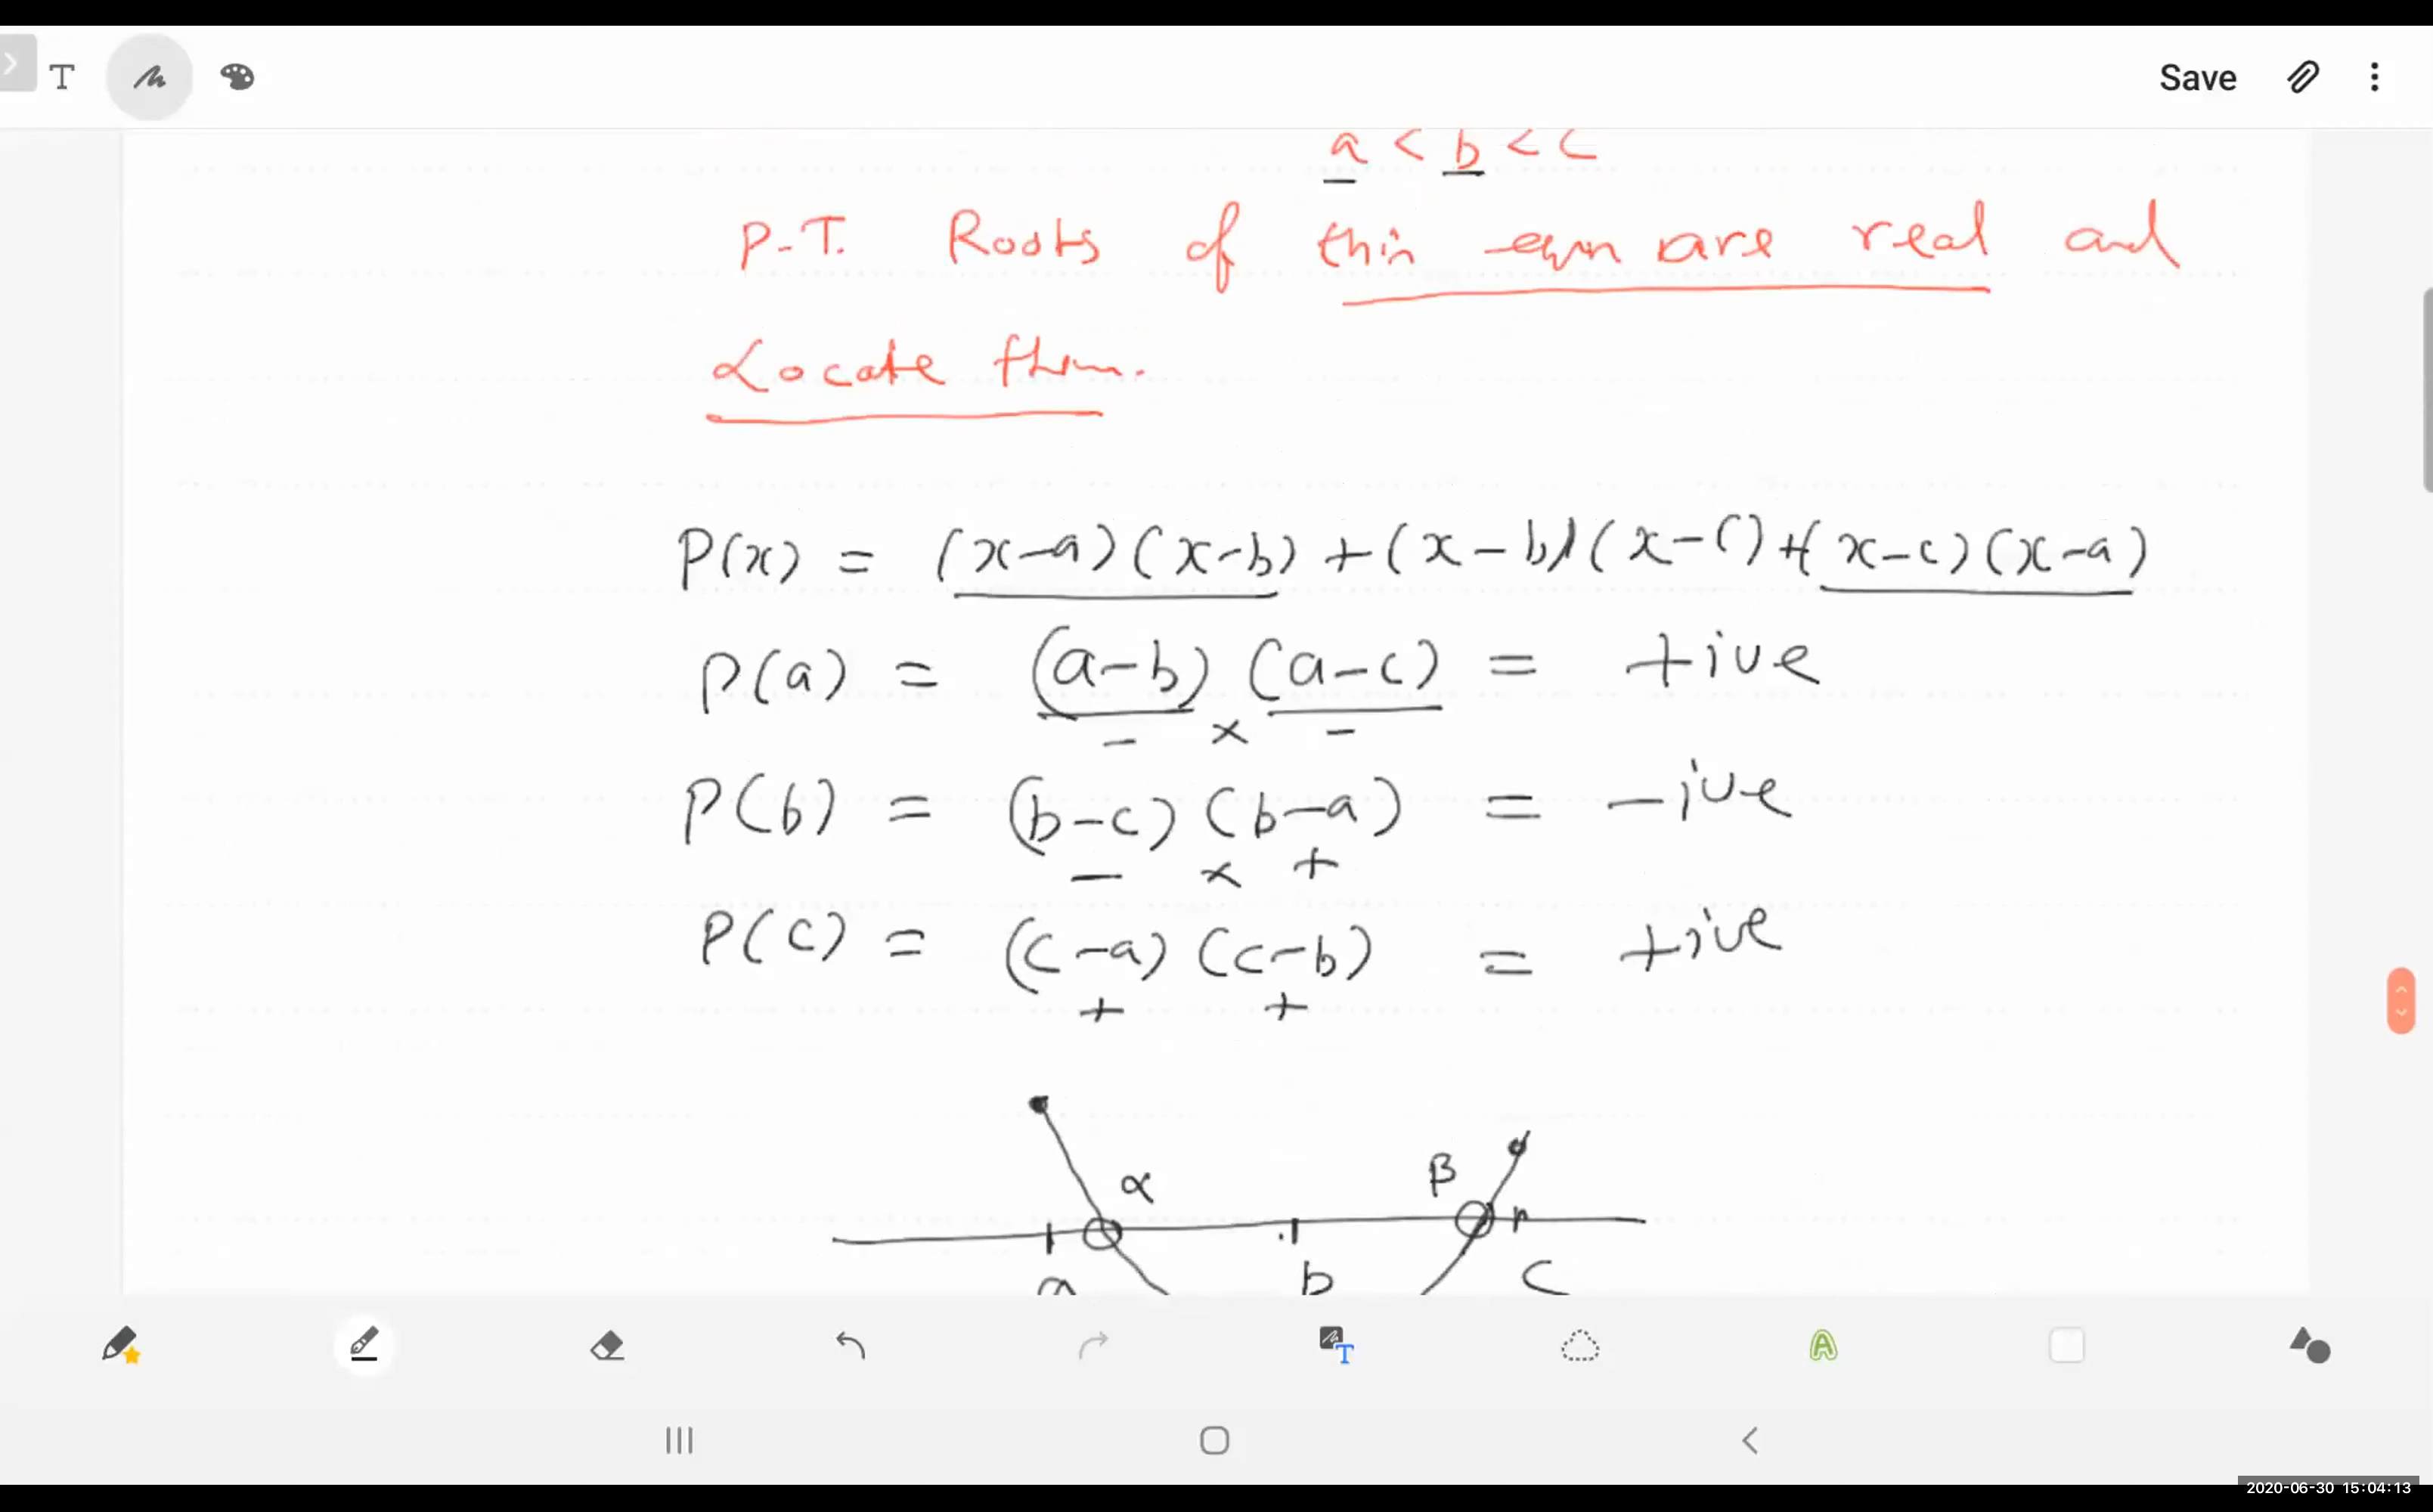 T
Save
a < b < c
P-T. Roots of this eqn are real and
Locate them.
P(x) = (x-a)(x-b) + (x-b)(x-c) + (x-c)(x-a)
P(a) = (a-b) (a-c) = +ive
- × -
P(b) = (b-c) (b-a) = -ive
- × +
P(c) = (c-a) (c-b) = +ive
+ +
α β
a b c
T A
2020-06-30 15:04:13